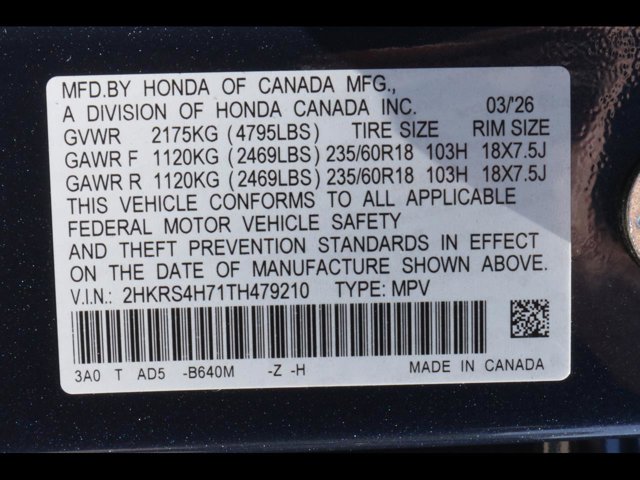 MFD.BY HONDA OF CANADA MFG.,
A DIVISION OF HONDA CANADA INC. 03/'26
GVWR 2175KG (4795LBS) TIRE SIZE RIM SIZE
GAWR F 1120KG (2469LBS) 235/60R18 103H 18X7.5J
GAWR R 1120KG (2469LBS) 235/60R18 103H 18X7.5J
THIS VEHICLE CONFORMS TO ALL APPLICABLE
FEDERAL MOTOR VEHICLE SAFETY
AND THEFT PREVENTION STANDARDS IN EFFECT
ON THE DATE OF MANUFACTURE SHOWN ABOVE.
V.I.N.: 2HKRS4H71TH479210 TYPE: MPV
3A0 T AD5 -B640M -Z -H MADE IN CANADA